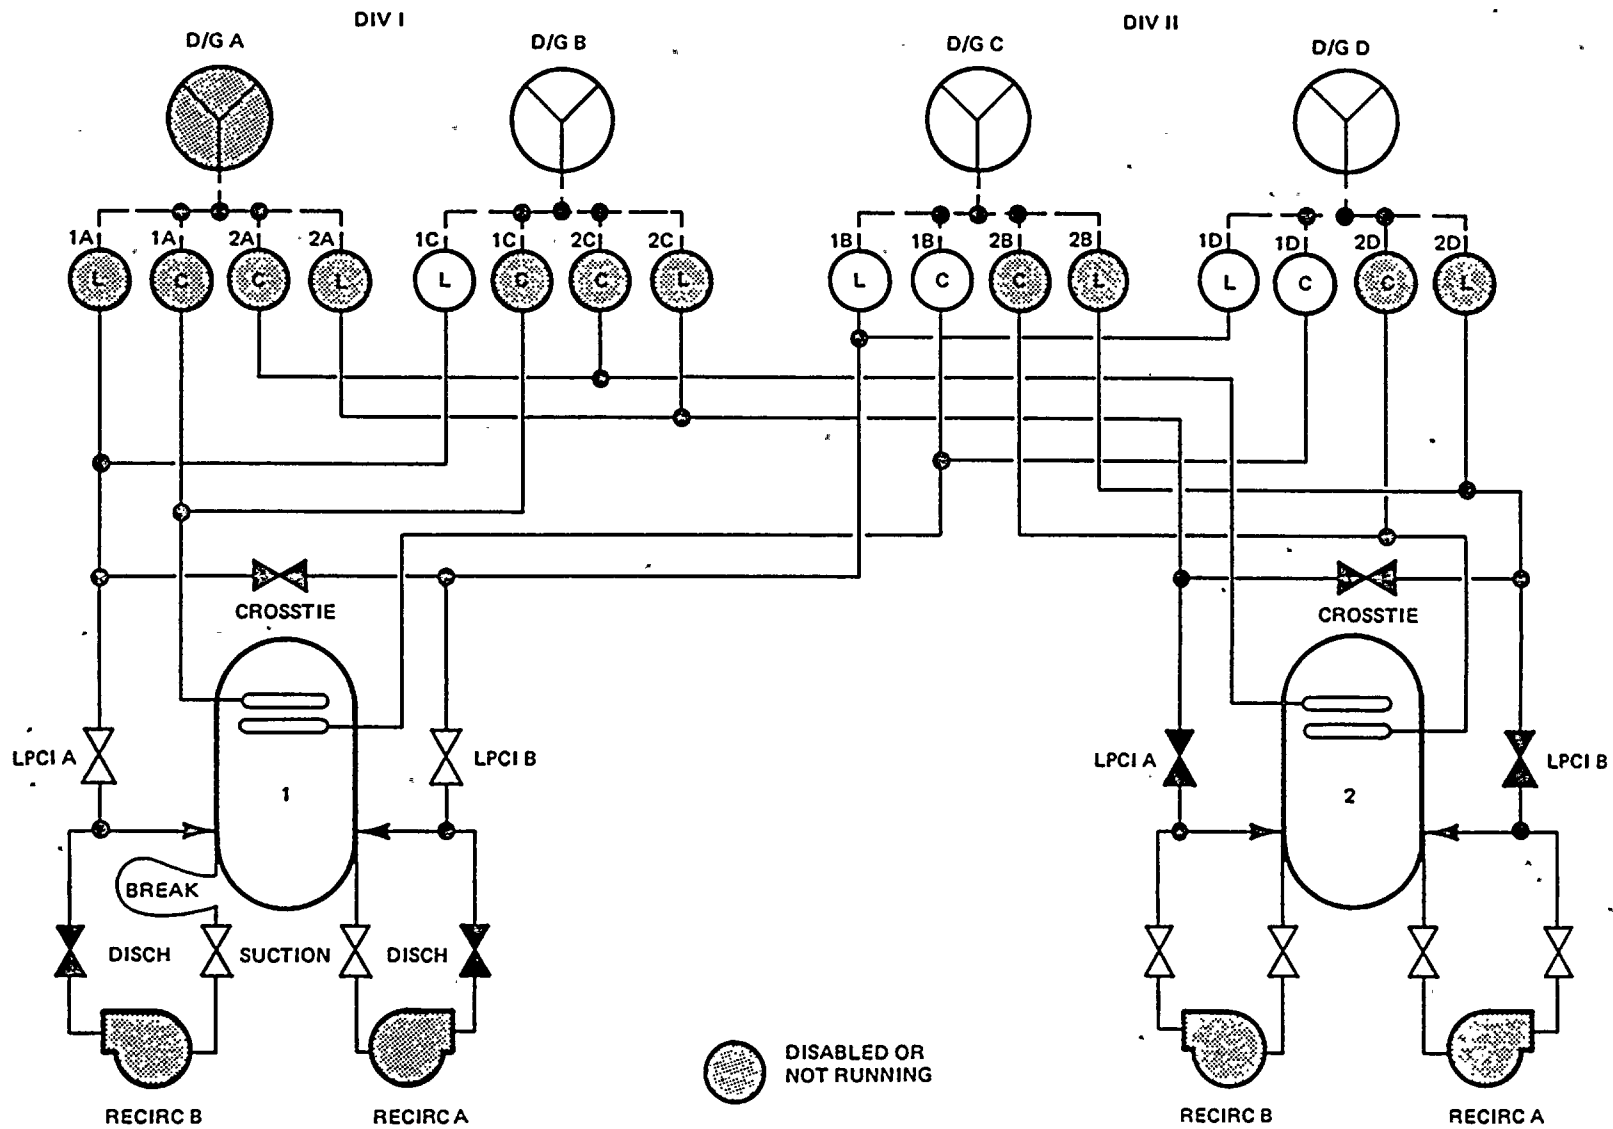 DIV I
DIV II
D/G A
D/G B
D/G C
D/G D
1A 1A 2A 2A
1C 1C 2C 2C
1B 1B 2B 2B
1D 1D 2D 2D
L C C L
L C C L
L C C L
L C C L
CROSSTIE
CROSSTIE
LPCI A
LPCI B
LPCI A
LPCI B
1
2
BREAK
DISCH
SUCTION
DISCH
DISABLED OR
NOT RUNNING
RECIRC B
RECIRC A
RECIRC B
RECIRC A